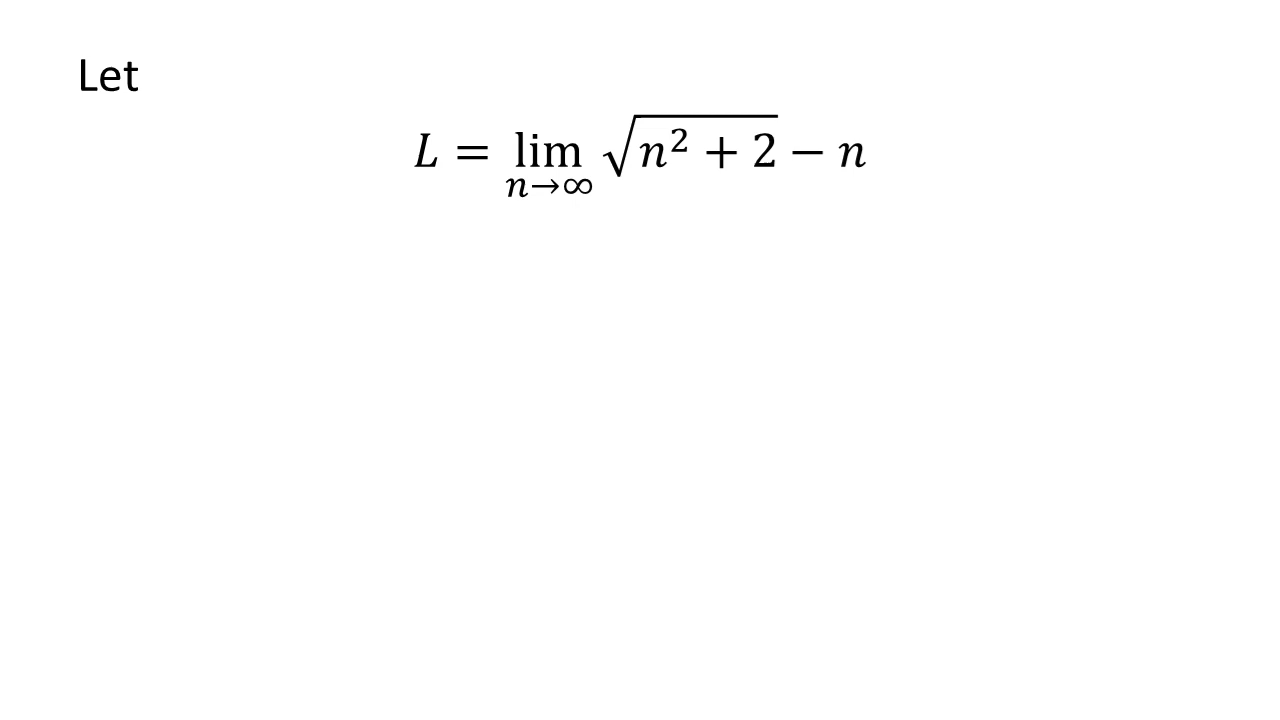 Let
𝐿 = lim_{𝑛→∞} √(𝑛² + 2) − 𝑛